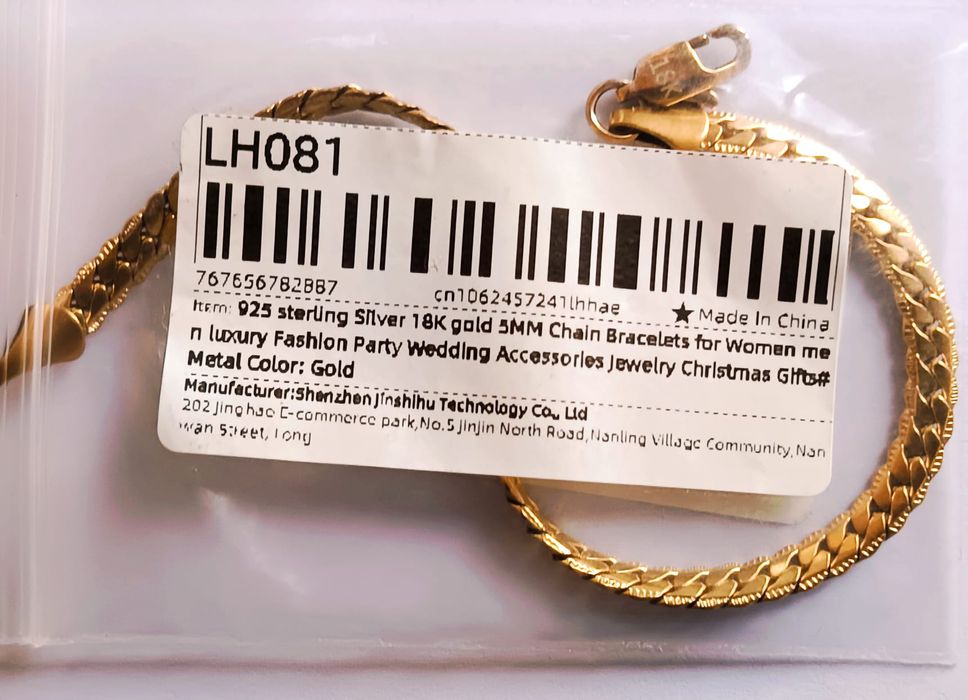 18K
LH081
767656782887
cn1062457241lhhae
★ Made In China
Item: 925 sterling Silver 18K gold 5MM Chain Bracelets for Women me
n luxury Fashion Party Wedding Accessories Jewelry Christmas Gifts#
Metal Color: Gold
Manufacturer:Shenzhen Jinshihu Technology Co., Ltd
202 Jinghao E-commerce park,No.5 Jinjin North Road,Nanling Village Community,Nan
wan Street, Long